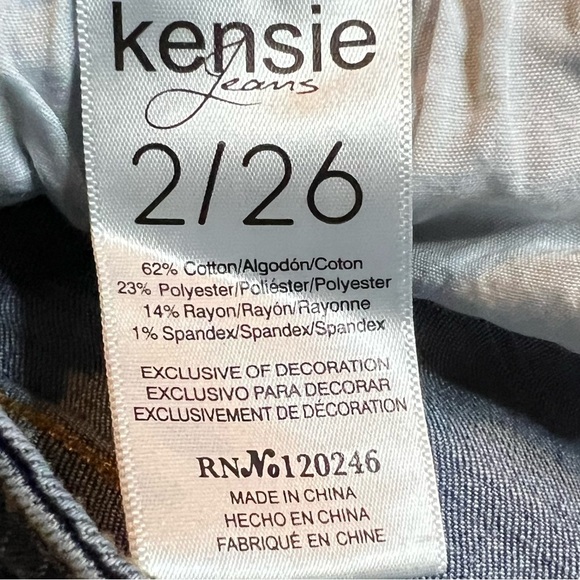 kensie
Jeans
2/26
62% Cotton/Algodón/Coton
23% Polyester/Poliéster/Polyester
14% Rayon/Rayón/Rayonne
1% Spandex/Spandex/Spandex
EXCLUSIVE OF DECORATION
EXCLUSIVO PARA DECORAR
EXCLUSIVEMENT DE DÉCORATION
RN No 120246
MADE IN CHINA
HECHO EN CHINA
FABRIQUÉ EN CHINE